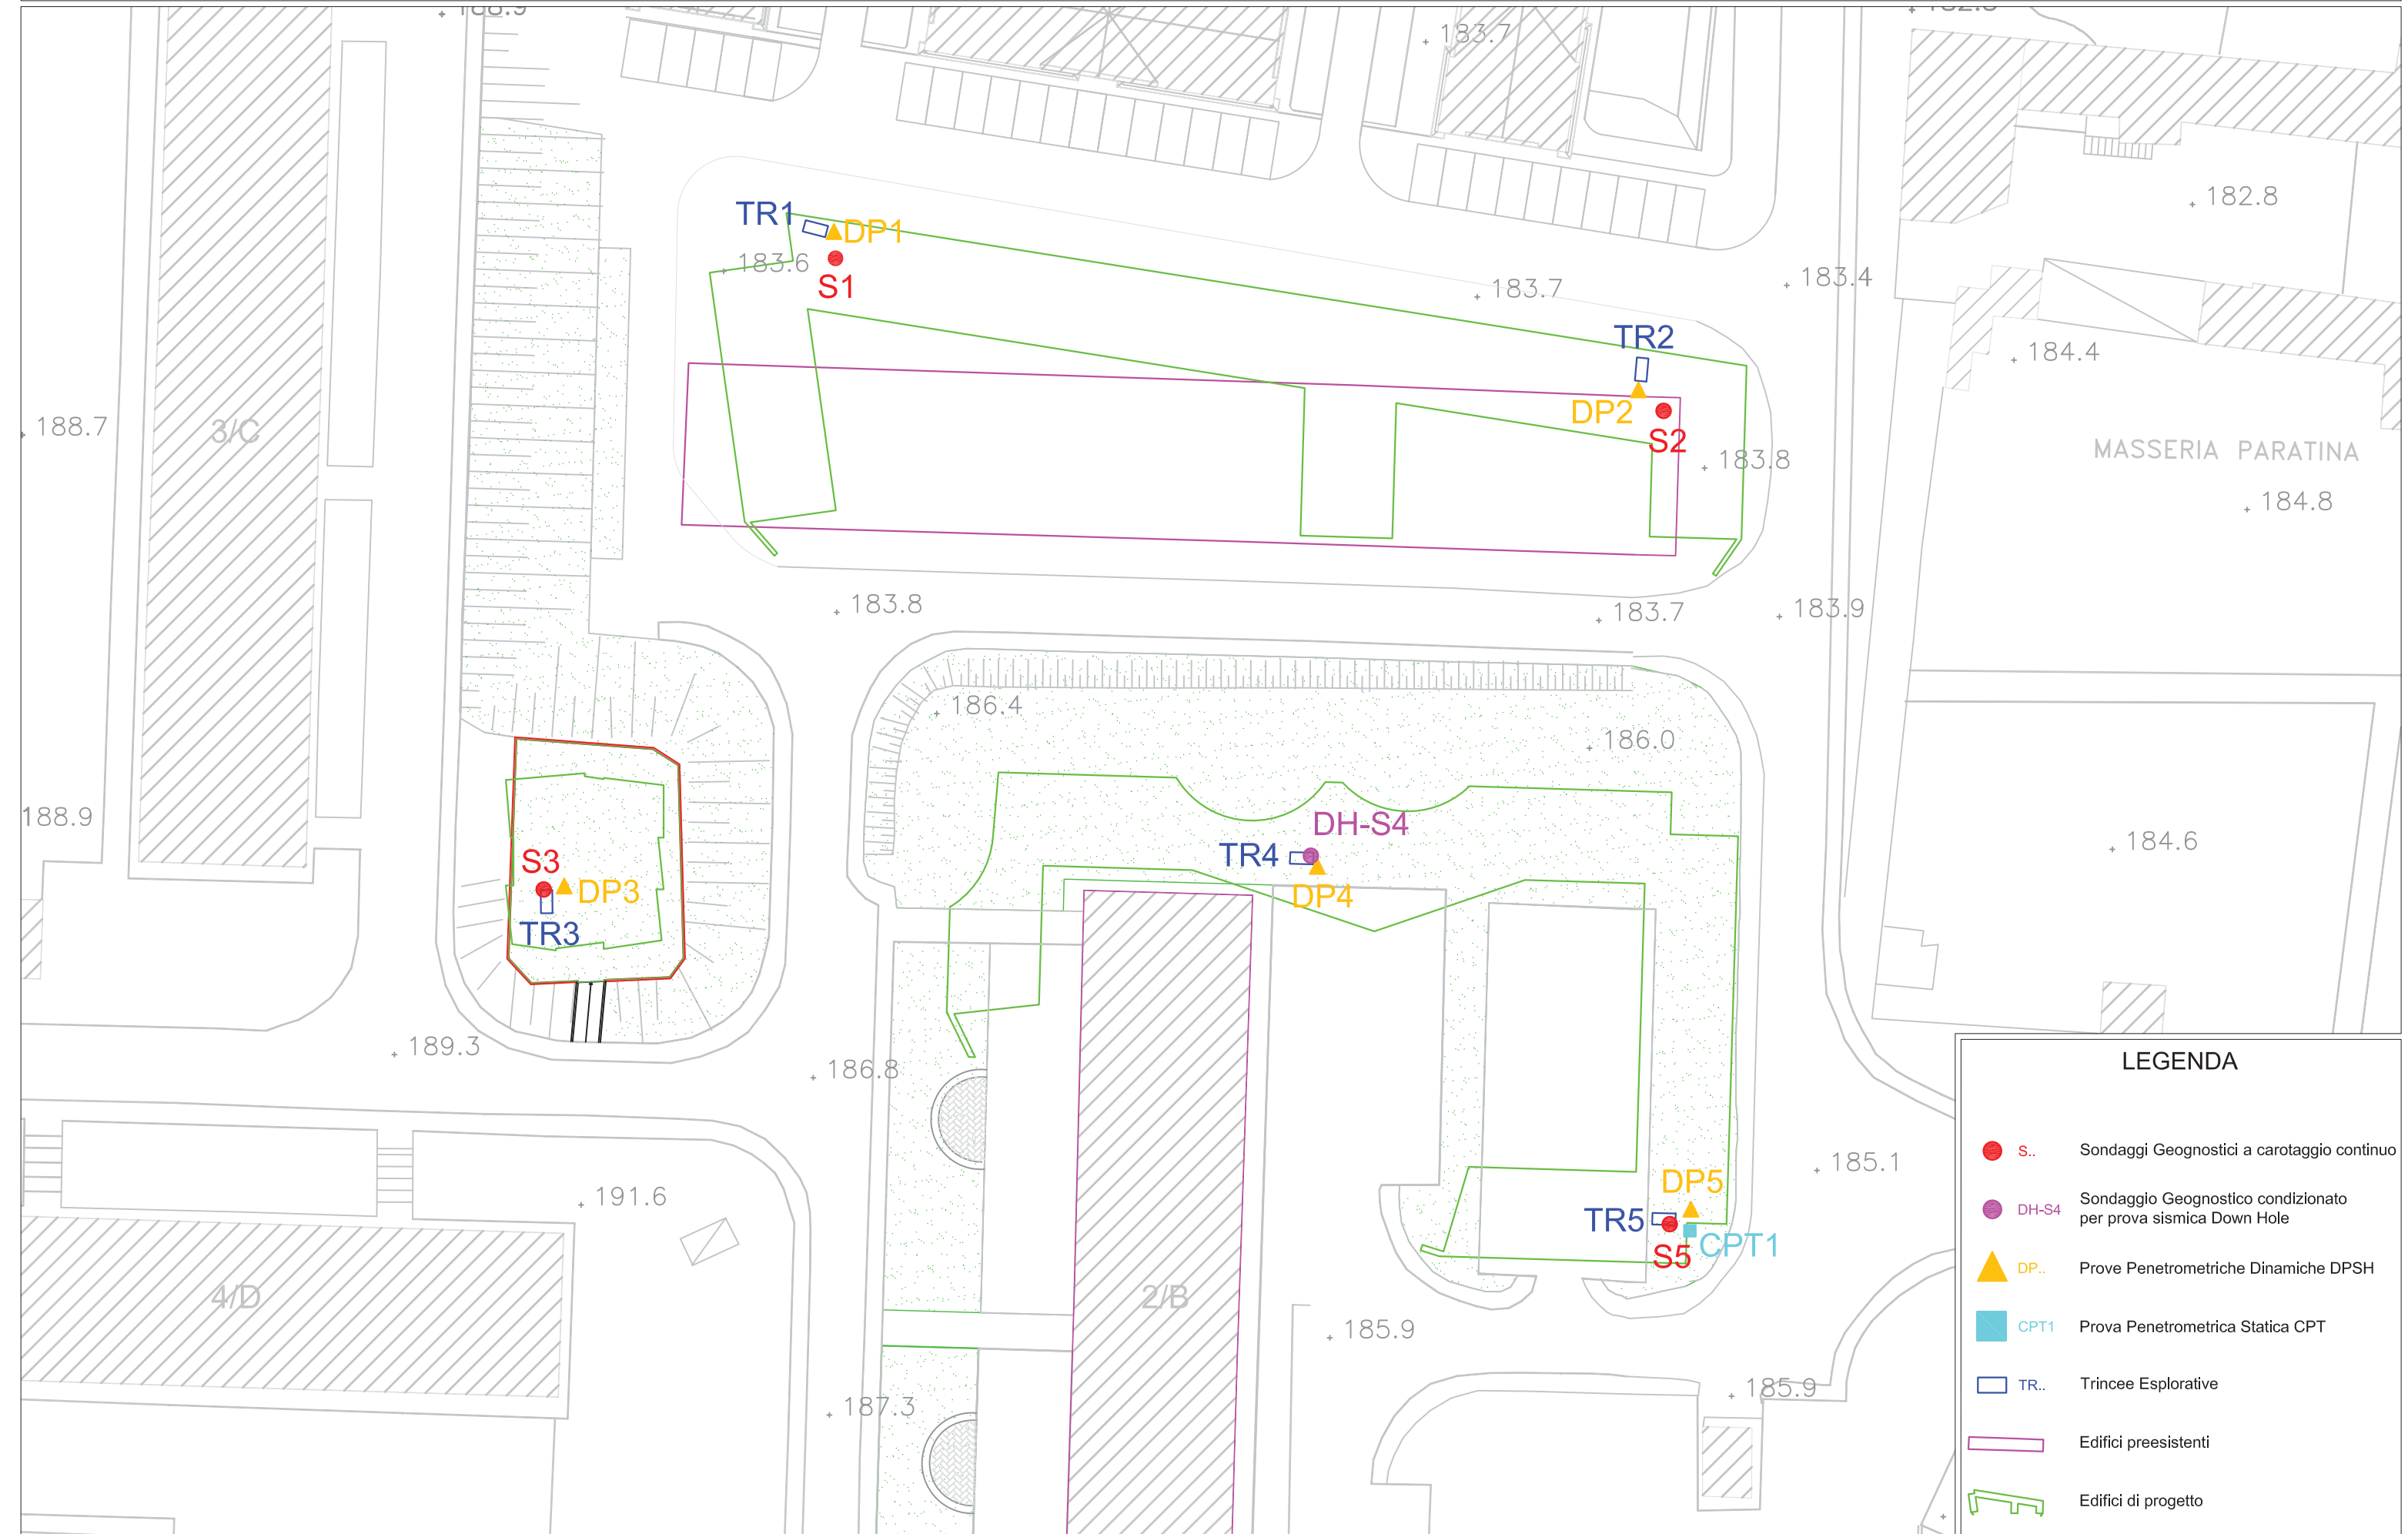 183.7
182.8
TR1
DP1
183.6
S1
183.7
183.4
TR2
184.4
DP2
S2
188.7
3/C
183.8
MASSERIA PARATINA
184.8
183.8
183.7
183.9
186.4
186.0
188.9
DH-S4
184.6
S3
TR4
DP3
DP4
TR3
189.3
186.8
LEGENDA
S.. Sondaggi Geognostici a carotaggio continuo
DH-S4 Sondaggio Geognostico condizionato
per prova sismica Down Hole
185.1
DP5
191.6
TR5
CPT1
S5
DP.. Prove Penetrometriche Dinamiche DPSH
4/D
2/B
CPT1 Prova Penetrometrica Statica CPT
185.9
TR.. Trincee Esplorative
185.9
187.3
Edifici preesistenti
Edifici di progetto